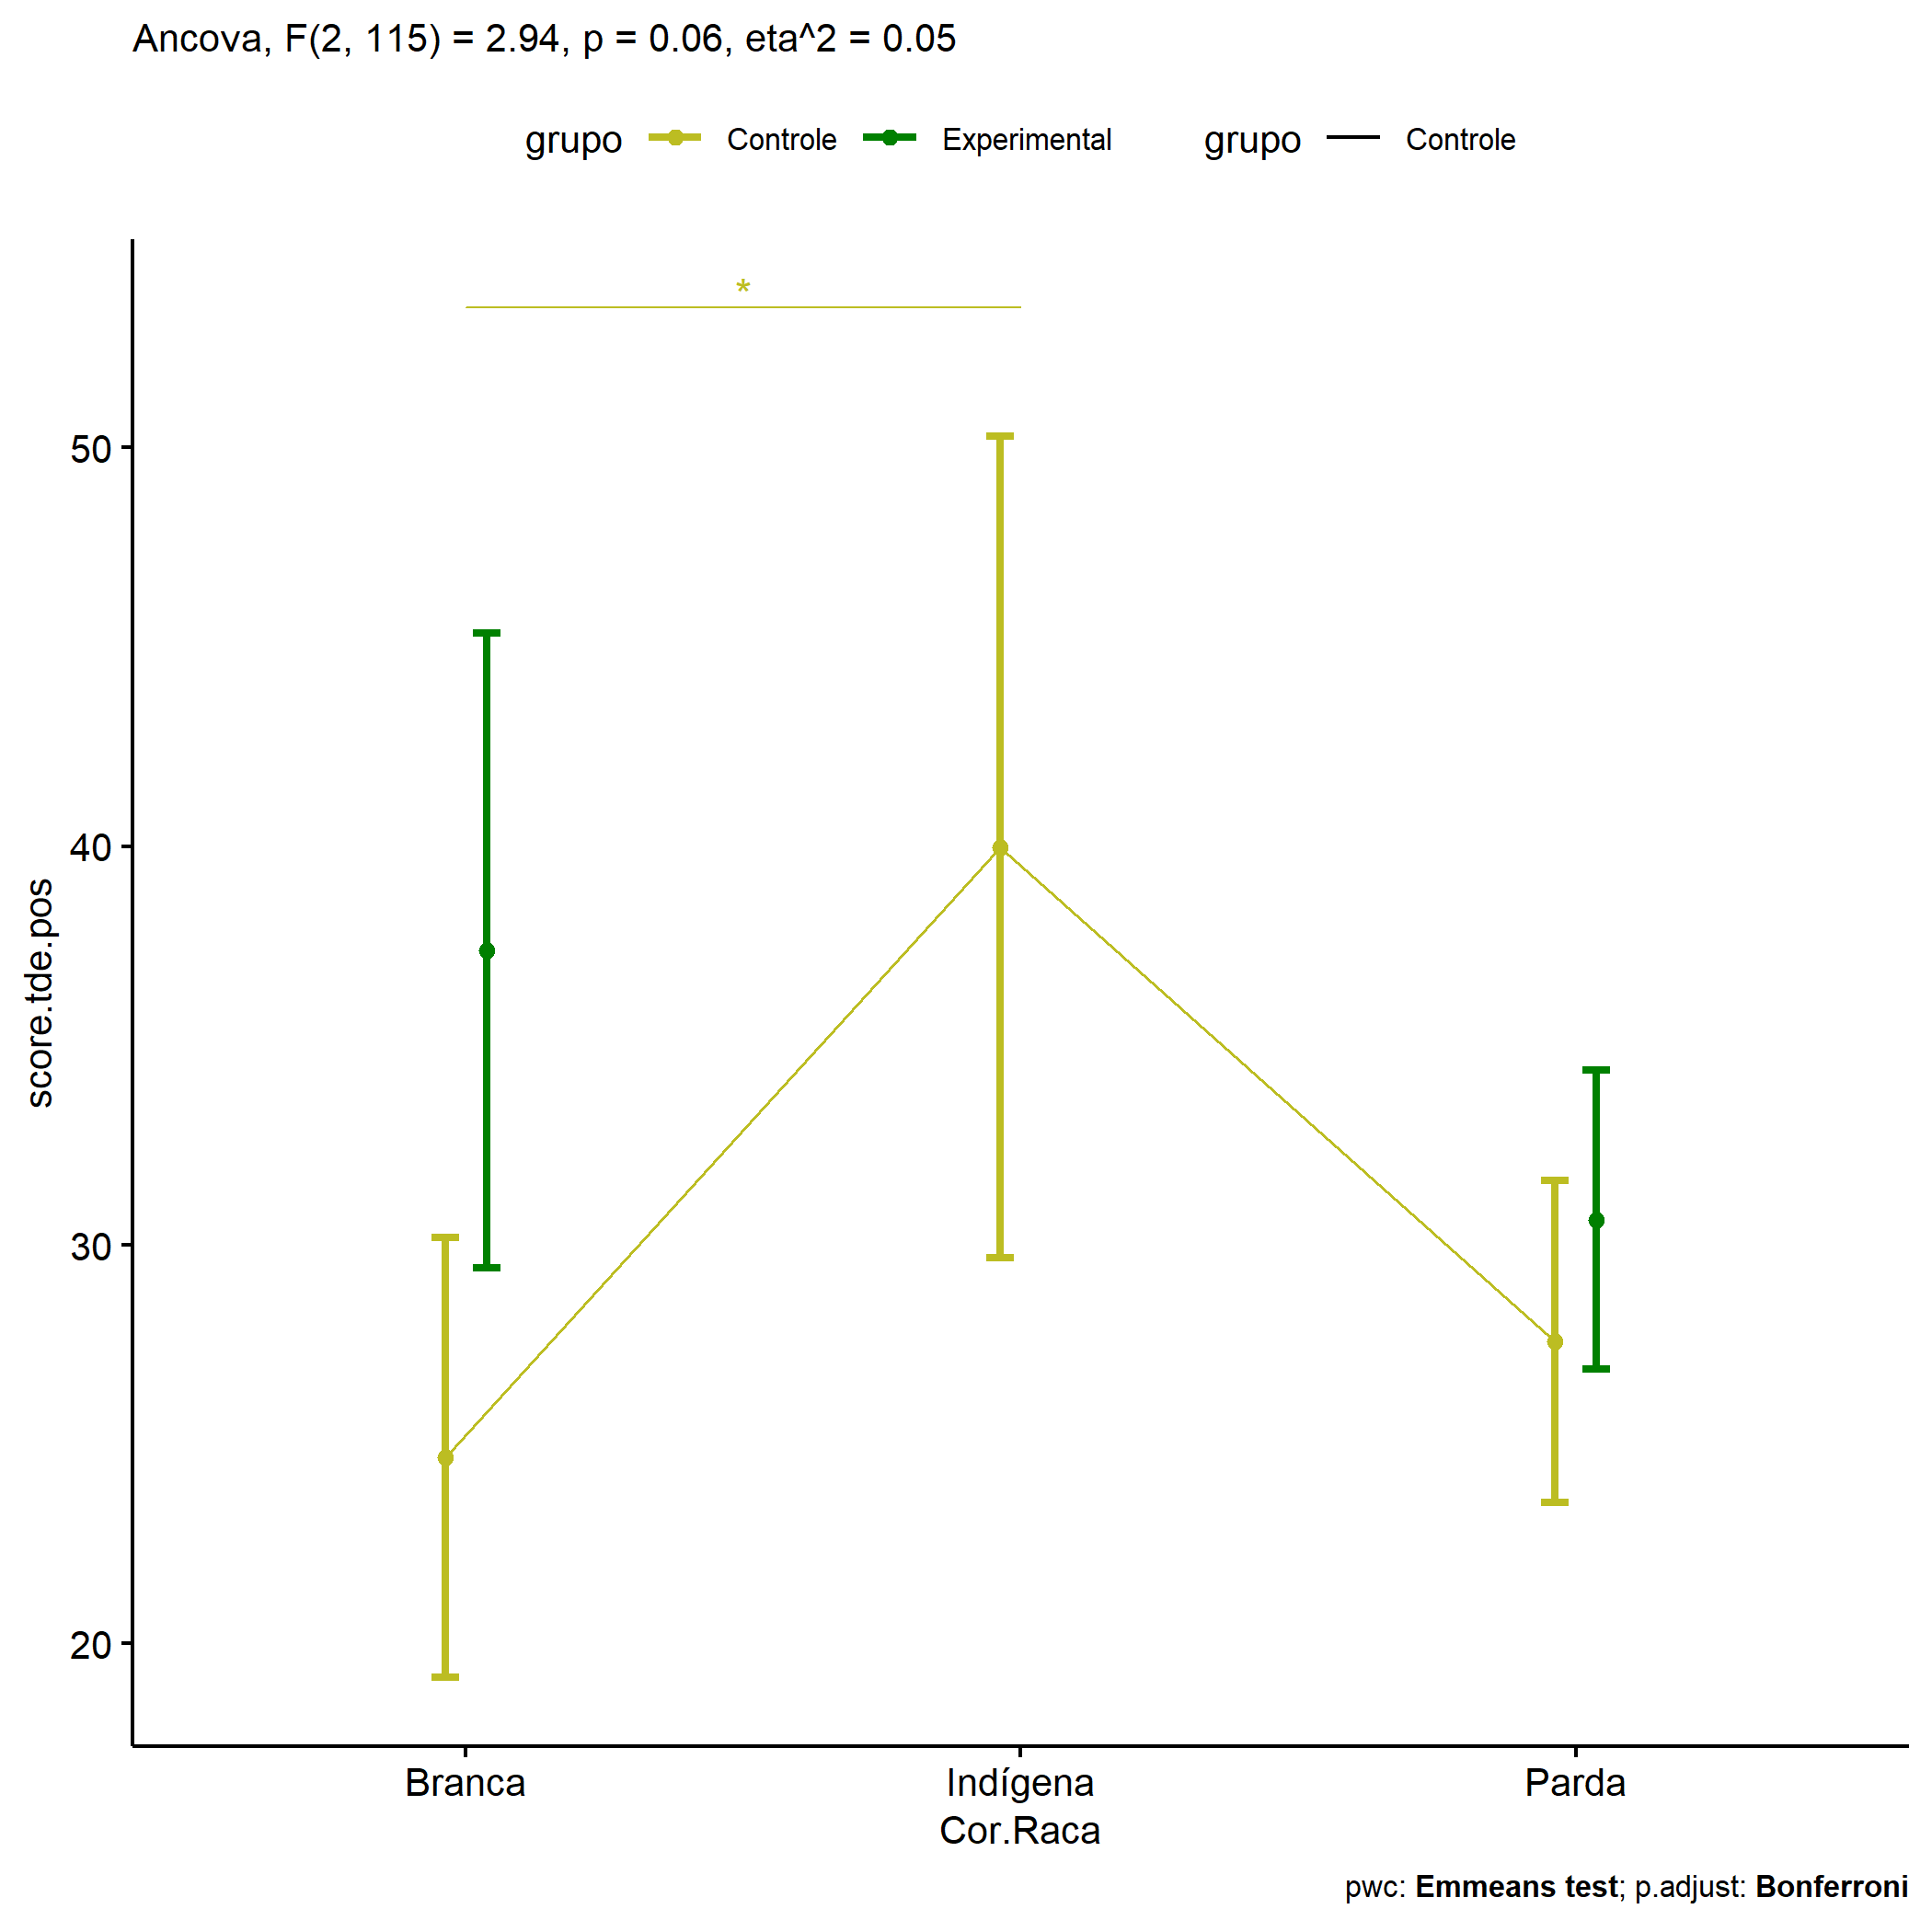 Ancova, F(2, 115) = 2.94, p = 0.06, eta^2 = 0.05
grupo Controle Experimental grupo Controle
*
50
40
30
20
score.tde.pos
Branca Indígena Parda
Cor.Raca
pwc: Emmeans test; p.adjust: Bonferroni